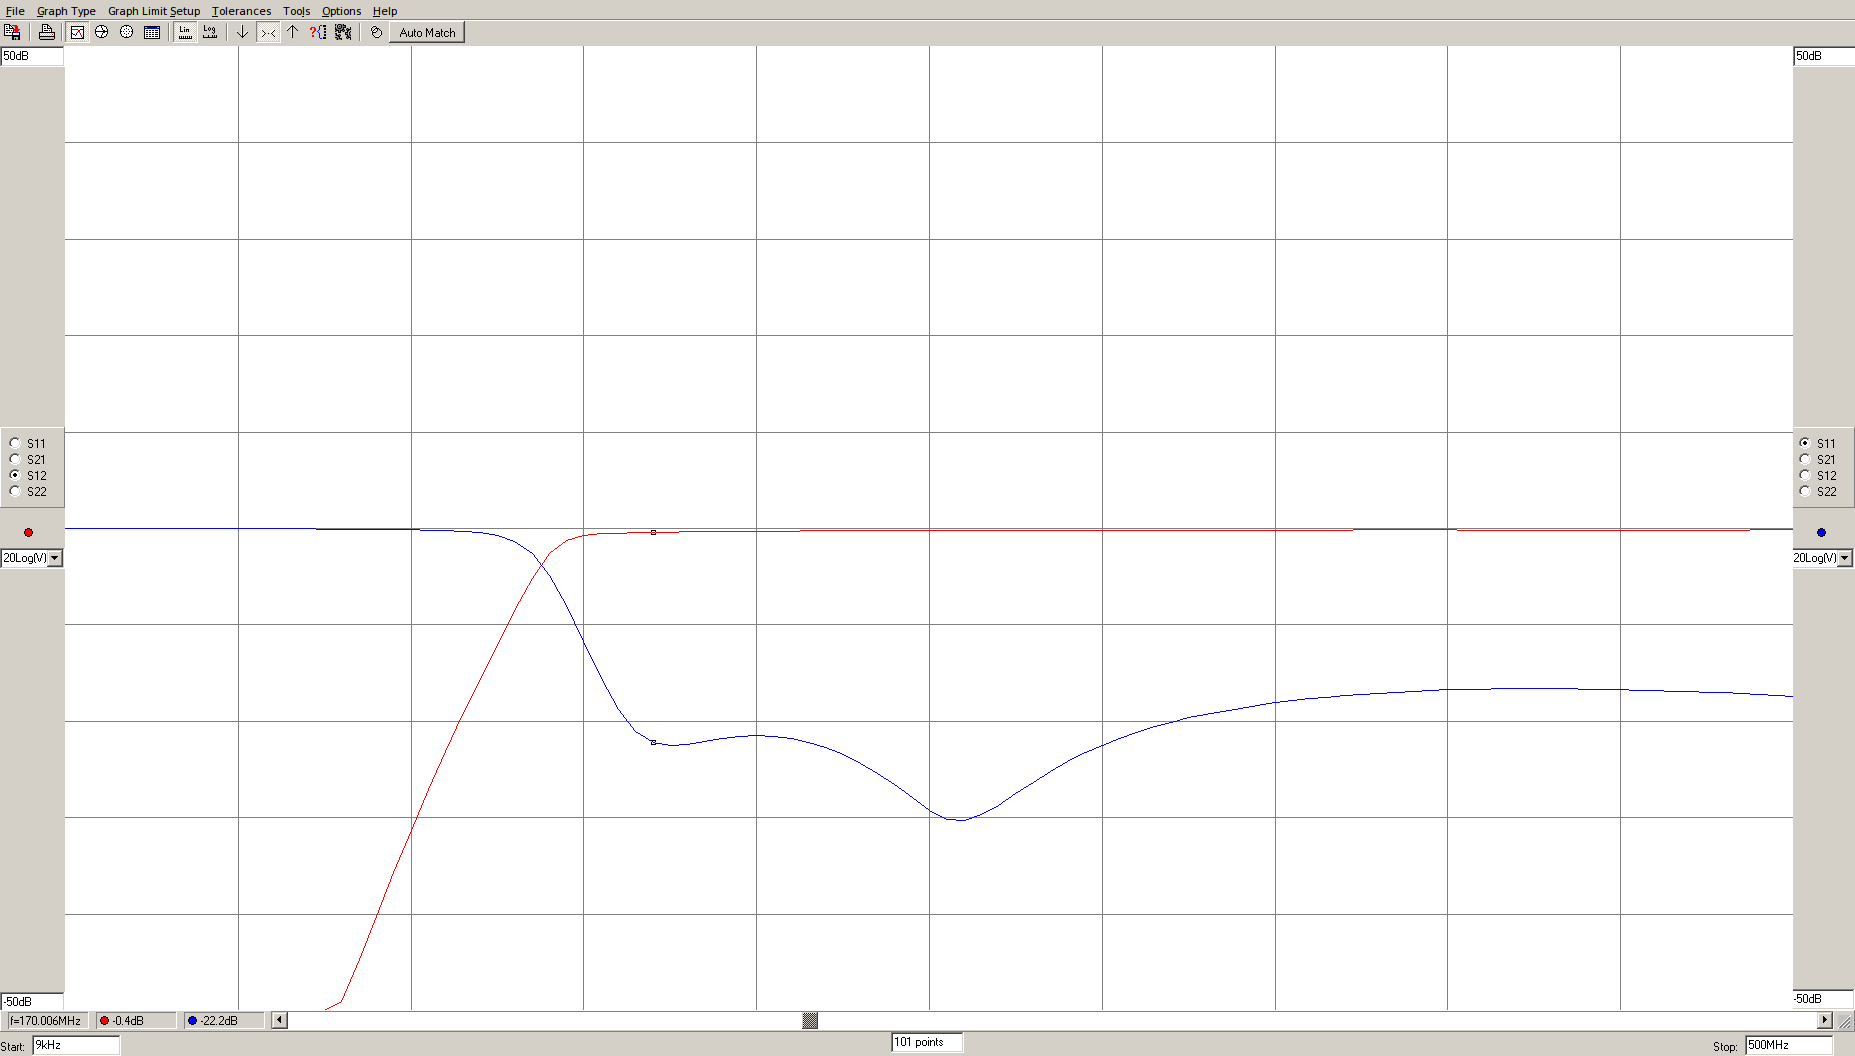 File Graph Type Graph Limit Setup Tolerances Tools Options Help
Lin Log ?{} Auto Match
50dB 50dB
S11 S11
S21 S21
S12 S12
S22 S22
20Log(V) 20Log(V)
-50dB -50dB
f=170.006MHz -0.4dB -22.2dB
Start: 9kHz 101 points Stop: 500MHz